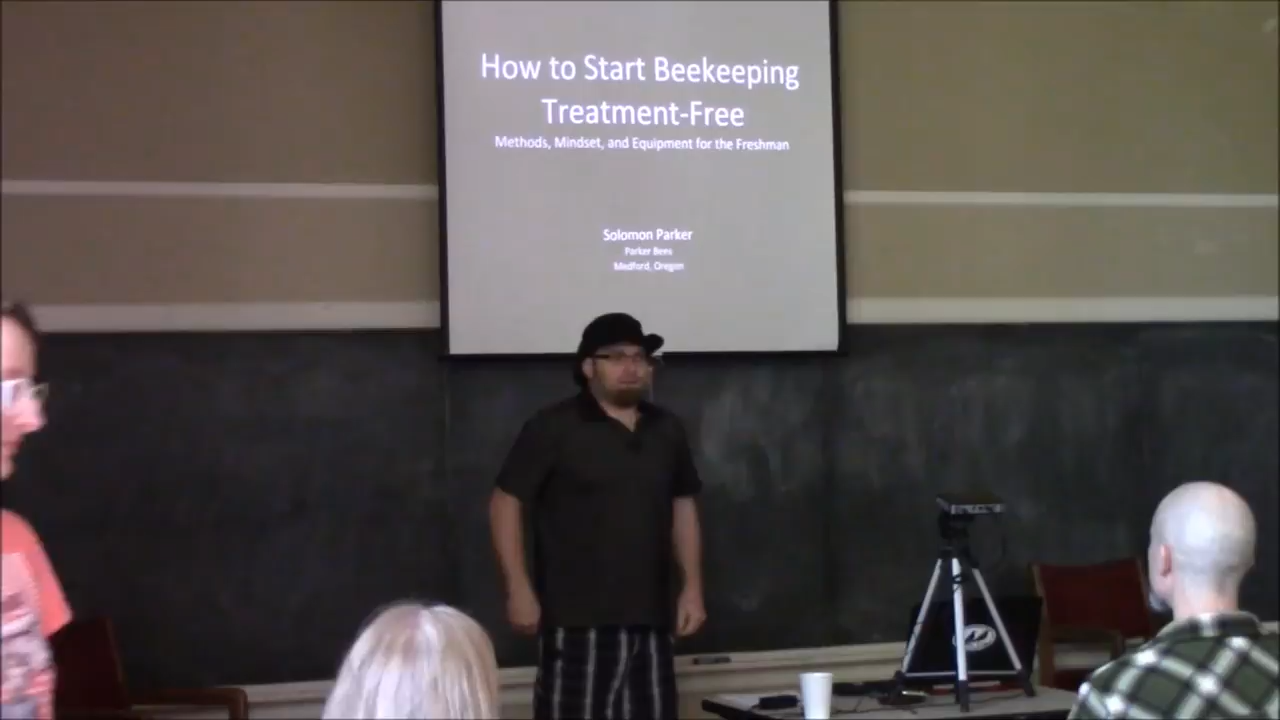 How to Start Beekeeping
Treatment-Free
Methods, Mindset, and Equipment for the Freshman
Solomon Parker
Parker Bees
Medford, Oregon